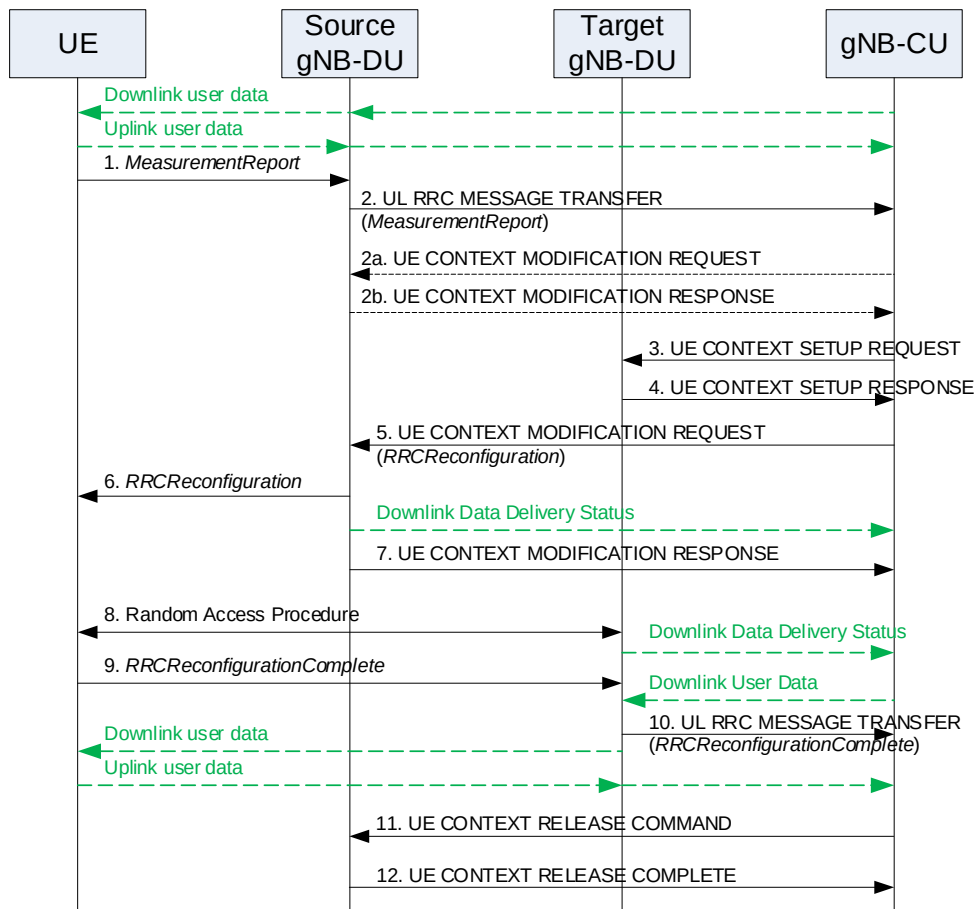 UE
Source
gNB-DU
Target
gNB-DU
gNB-CU
Downlink user data
Uplink user data
1. MeasurementReport
2. UL RRC MESSAGE TRANSFER
(MeasurementReport)
2a. UE CONTEXT MODIFICATION REQUEST
2b. UE CONTEXT MODIFICATION RESPONSE
3. UE CONTEXT SETUP REQUEST
4. UE CONTEXT SETUP RESPONSE
5. UE CONTEXT MODIFICATION REQUEST
(RRCReconfiguration)
6. RRCReconfiguration
Downlink Data Delivery Status
7. UE CONTEXT MODIFICATION RESPONSE
8. Random Access Procedure
Downlink Data Delivery Status
9. RRCReconfigurationComplete
Downlink User Data
10. UL RRC MESSAGE TRANSFER
(RRCReconfigurationComplete)
Downlink user data
Uplink user data
11. UE CONTEXT RELEASE COMMAND
12. UE CONTEXT RELEASE COMPLETE